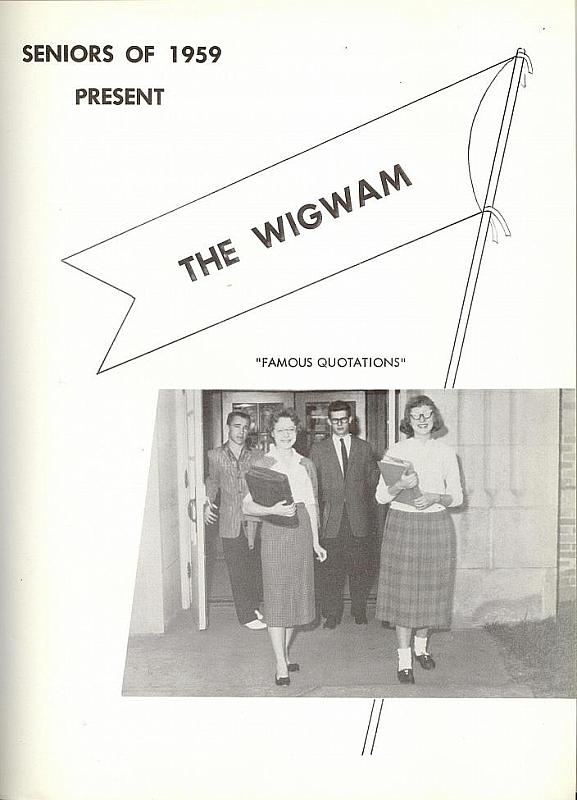 SENIORS OF 1959
PRESENT
THE WIGWAM
"FAMOUS QUOTATIONS"